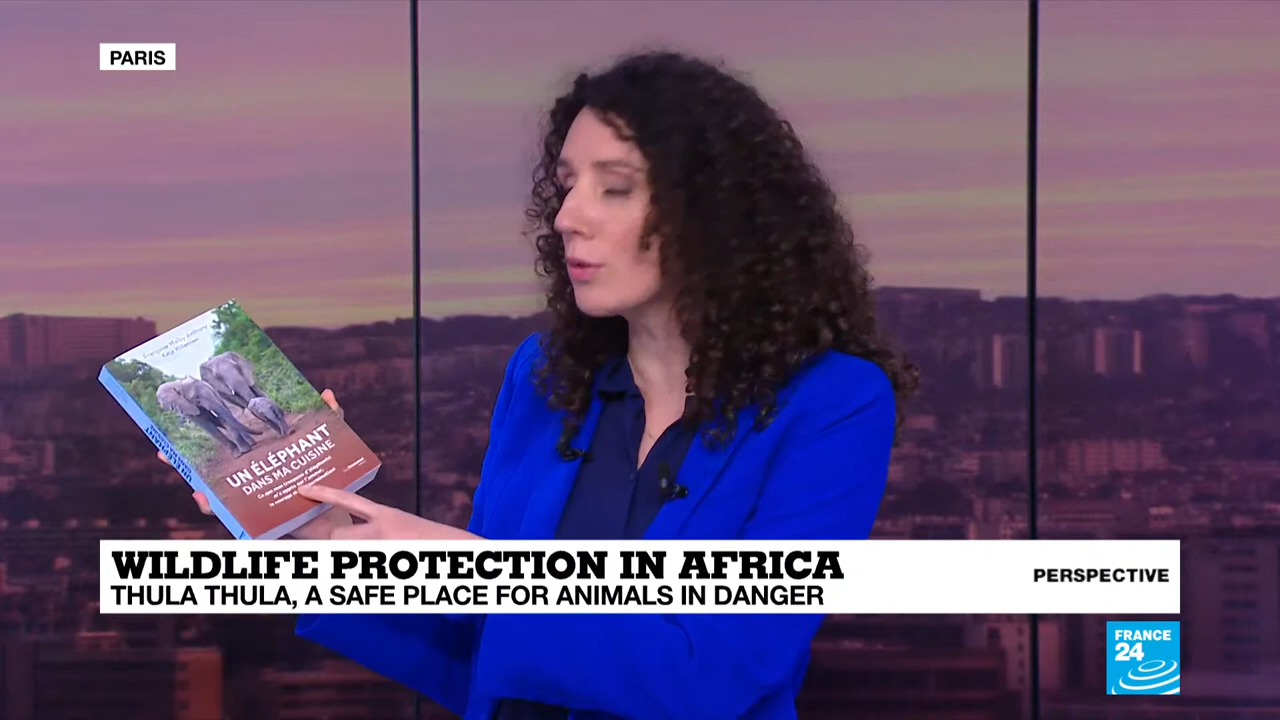 PARIS
Françoise Malby-Anthony
Katja Willemsen
UN ÉLÉPHANT
DANS MA CUISINE
WILDLIFE PROTECTION IN AFRICA
THULA THULA, A SAFE PLACE FOR ANIMALS IN DANGER
PERSPECTIVE
FRANCE
24